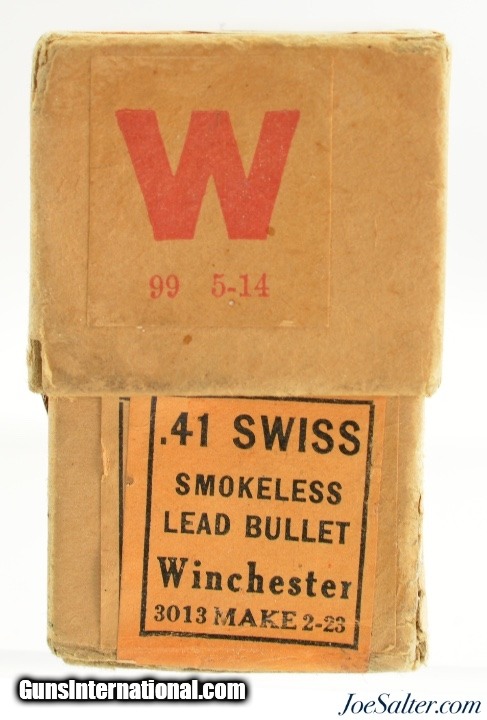 W
99 5-14
.41 SWISS
SMOKELESS
LEAD BULLET
Winchester
3013 MAKE 2-23
GunsInternational.com
JoeSalter.com